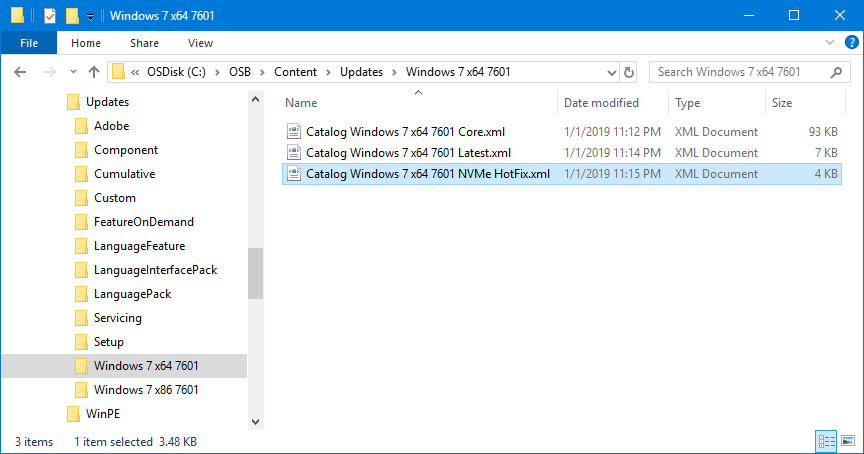 Windows 7 x64 7601
File Home Share View
« OSDisk (C:) > OSB > Content > Updates > Windows 7 x64 7601
Search Windows 7 x64 7601
Updates
Adobe
Component
Cumulative
Custom
FeatureOnDemand
LanguageFeature
LanguageInterfacePack
LanguagePack
Servicing
Setup
Windows 7 x64 7601
Windows 7 x86 7601
WinPE
Name Date modified Type Size
Catalog Windows 7 x64 7601 Core.xml 1/1/2019 11:12 PM XML Document 93 KB
Catalog Windows 7 x64 7601 Latest.xml 1/1/2019 11:14 PM XML Document 7 KB
Catalog Windows 7 x64 7601 NVMe HotFix.xml 1/1/2019 11:15 PM XML Document 4 KB
3 items 1 item selected 3.48 KB